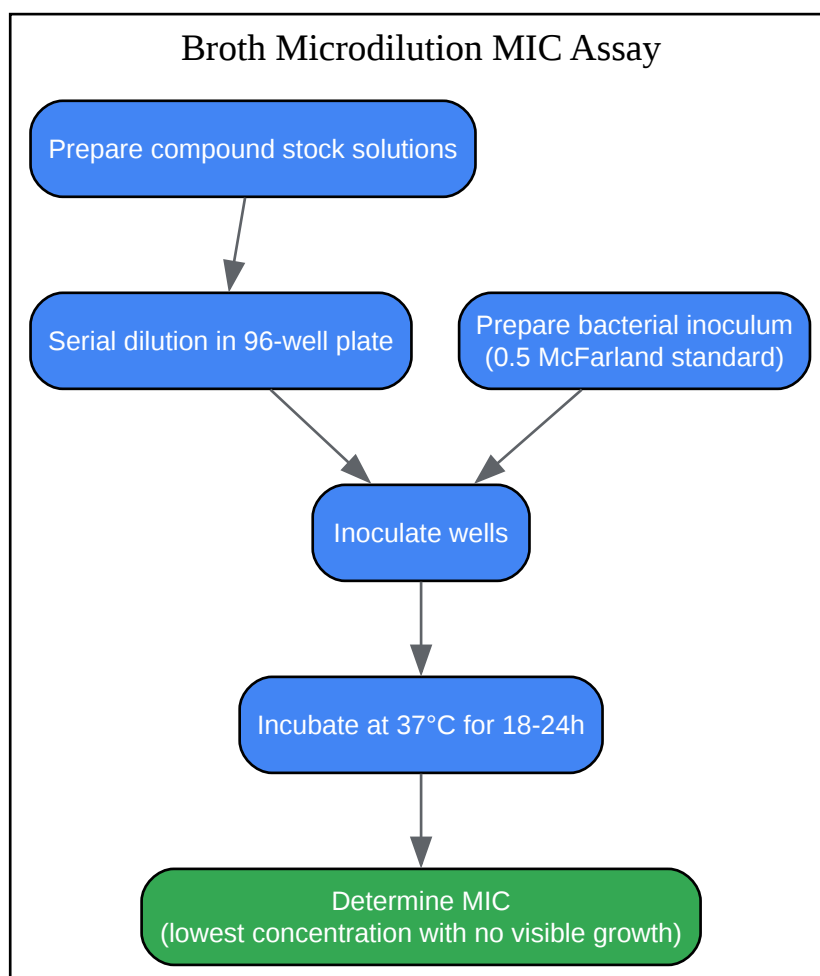 Broth Microdilution MIC Assay
Prepare compound stock solutions
Serial dilution in 96-well plate
Prepare bacterial inoculum
(0.5 McFarland standard)
Inoculate wells
Incubate at 37°C for 18-24h
Determine MIC
(lowest concentration with no visible growth)